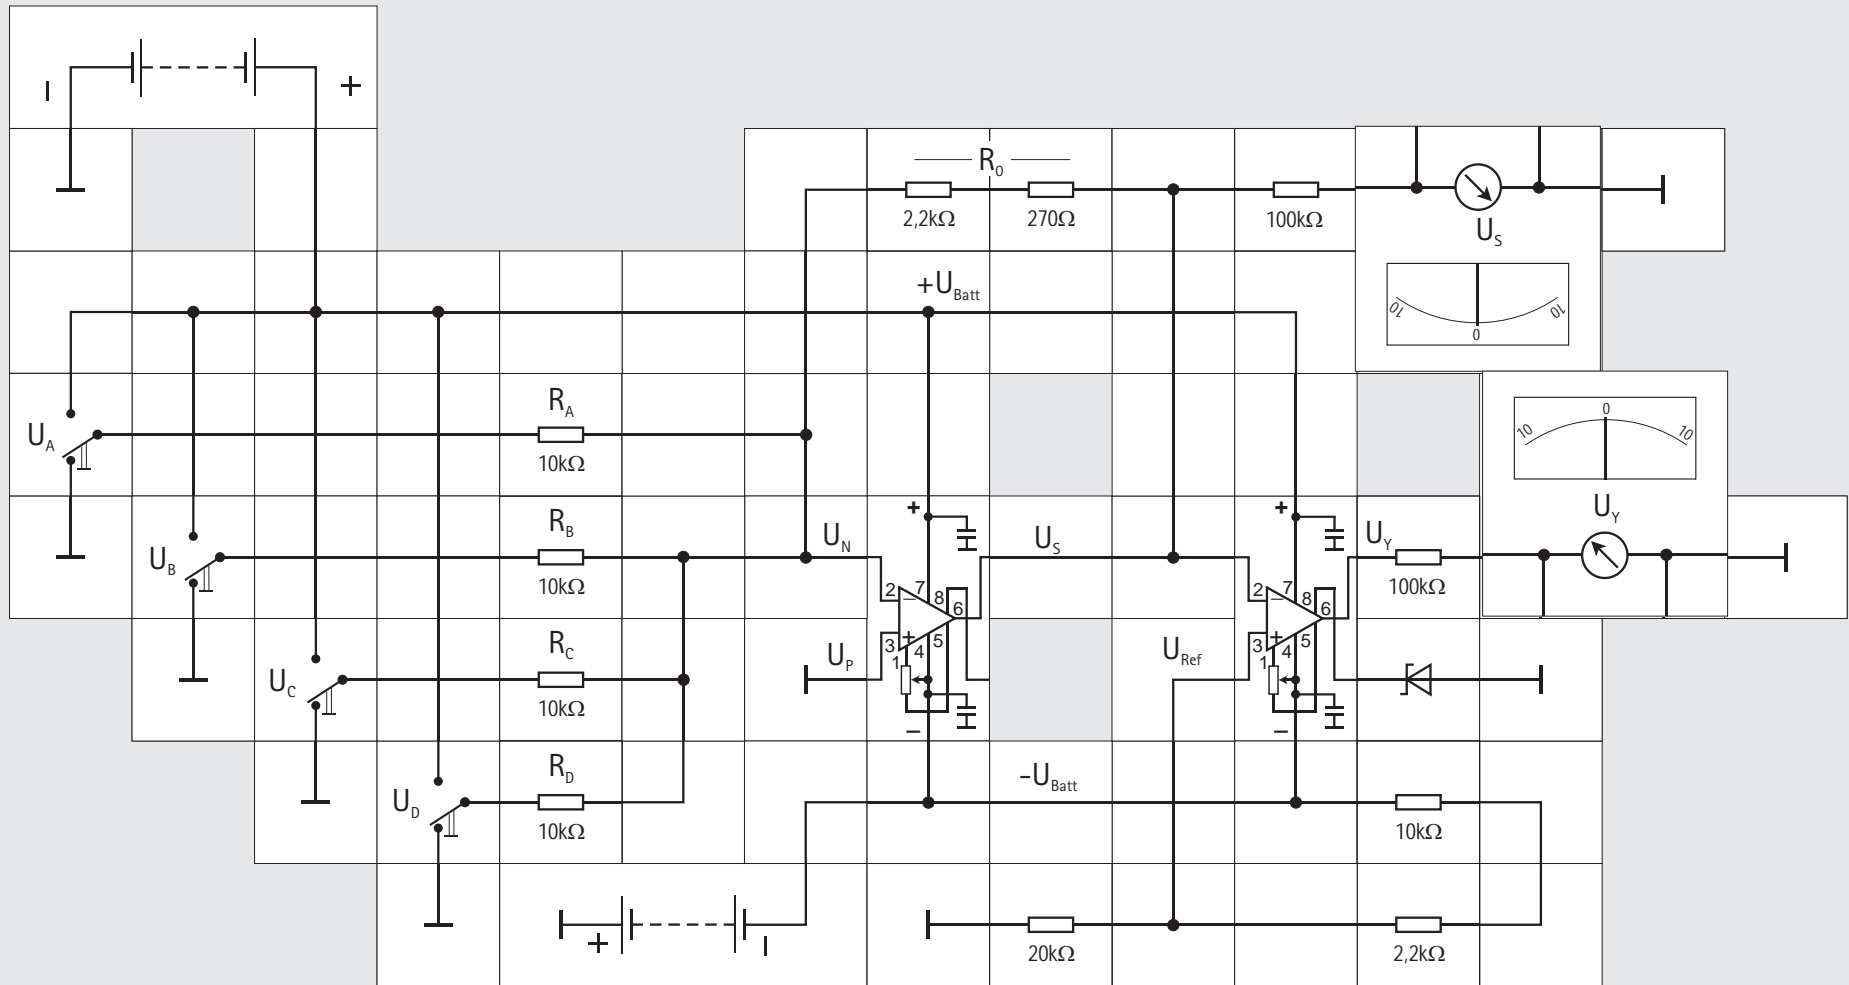 − +
R0
2,2kΩ 270Ω 100kΩ
US
+UBatt
10 0 10
RA
UA
10kΩ
10 0 10
RB
UB
10kΩ
UN
+
US
+
UY
100kΩ
UY
2 − 7 8 6
3 + 4 5 1
2 − 7 8 6
3 + 4 5 1
RC
UC
10kΩ
UP
URef
− −
RD
UD
10kΩ
-UBatt
10kΩ
+ −
20kΩ 2,2kΩ